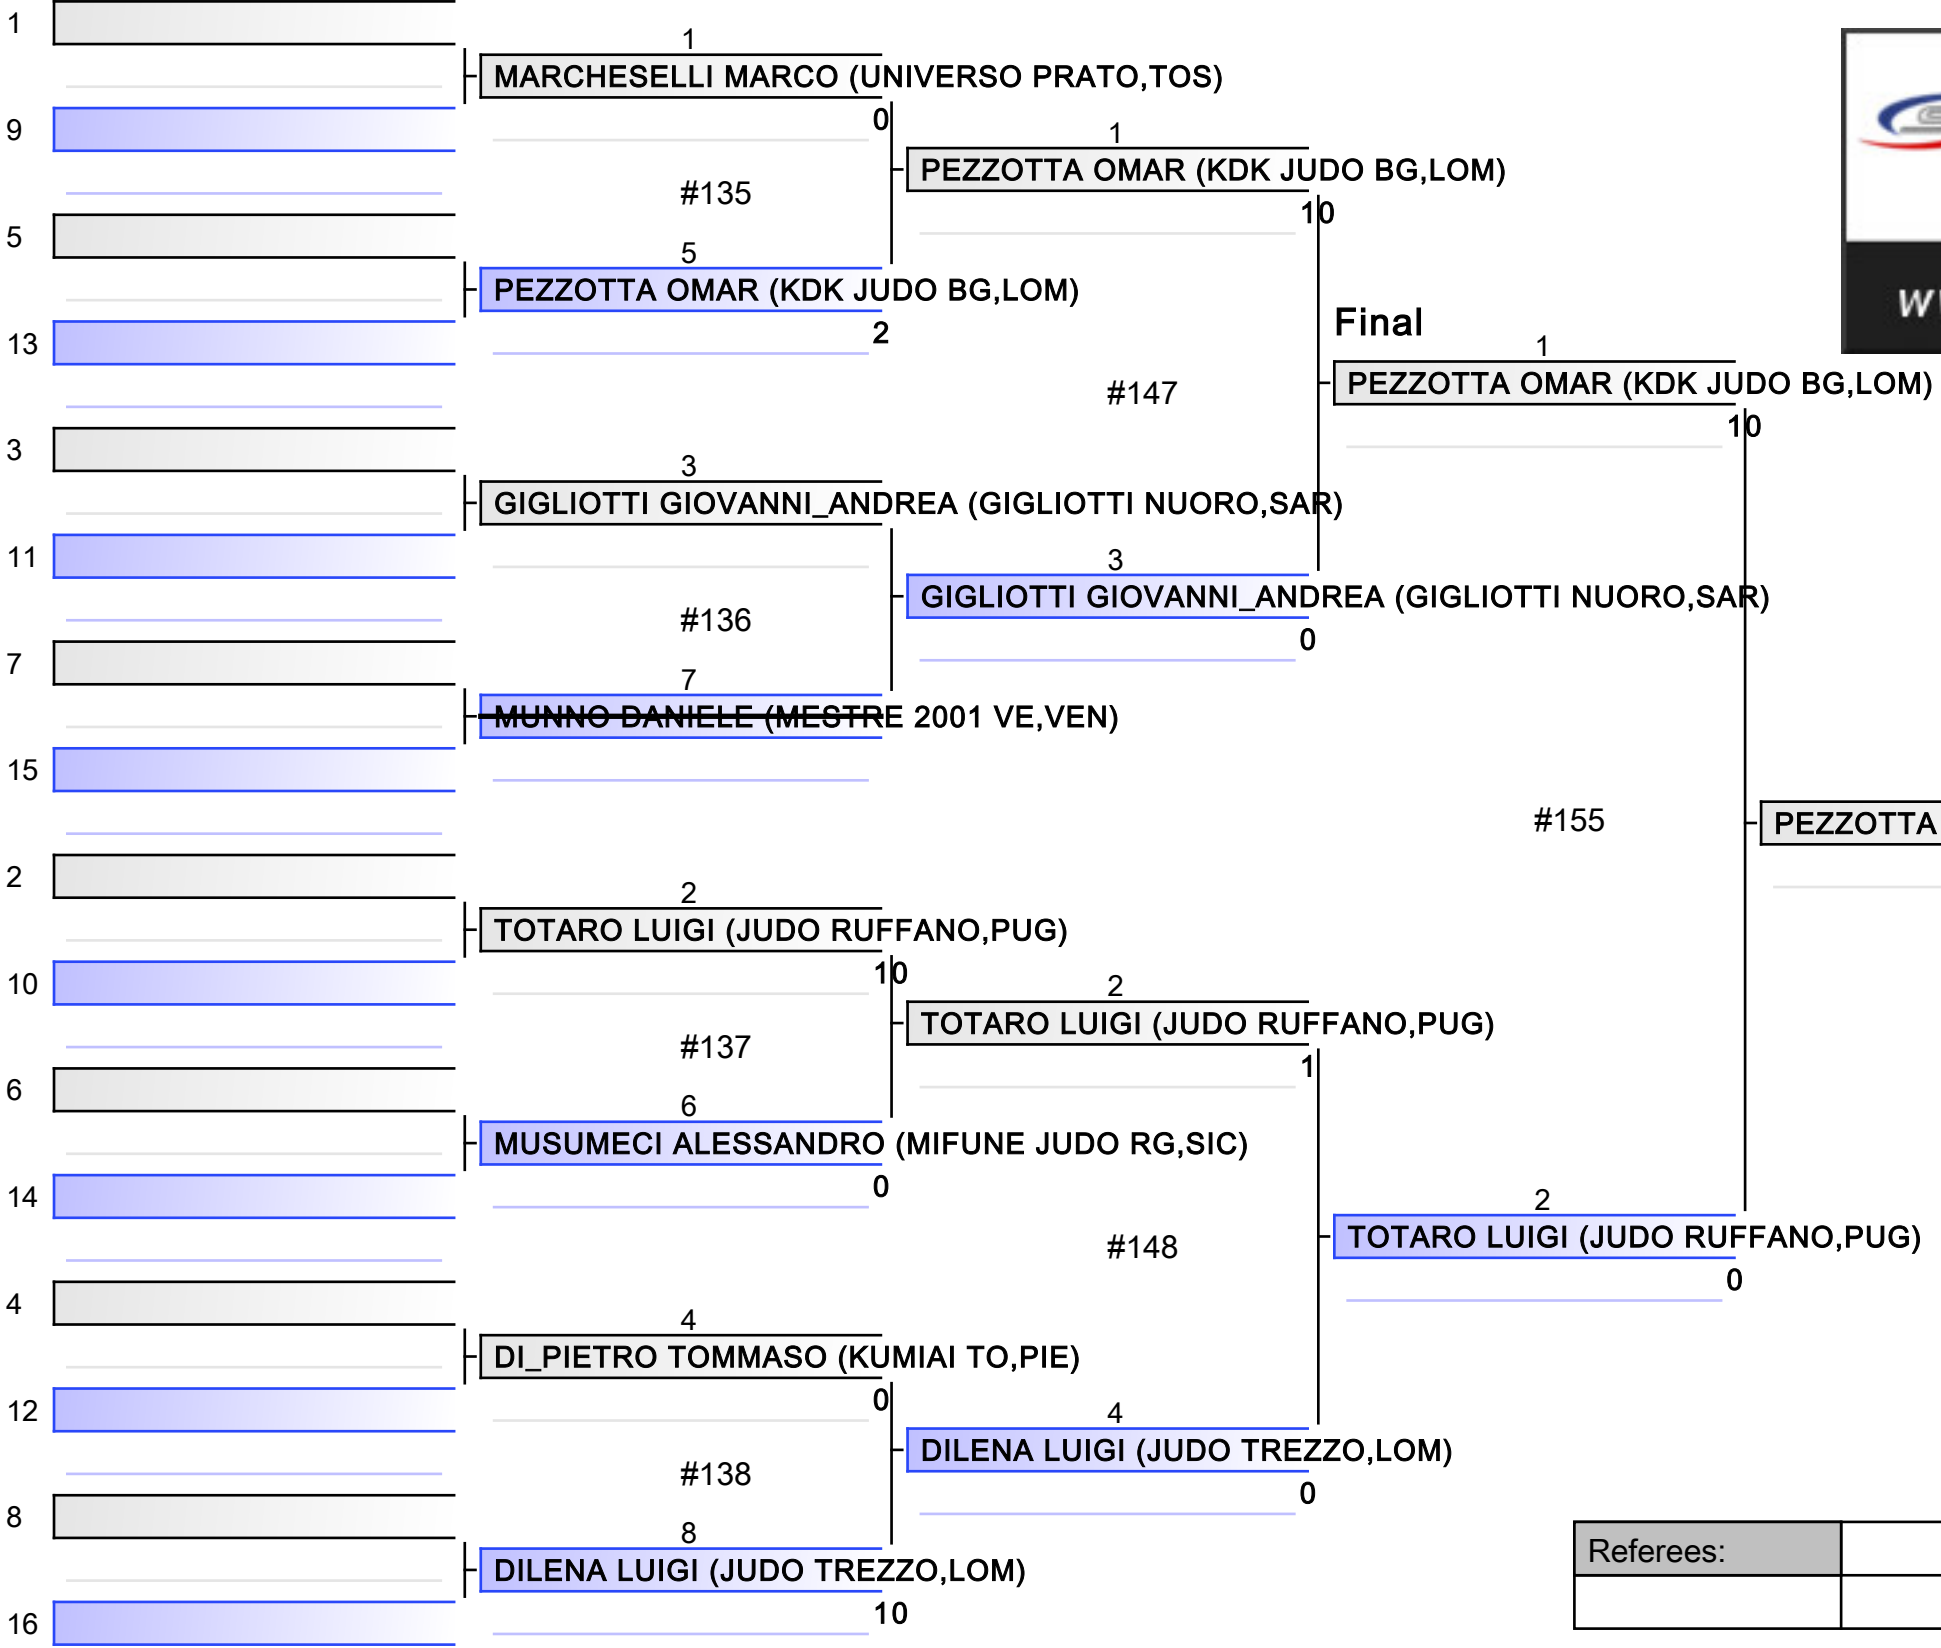 1
1
MARCHESELLI MARCO (UNIVERSO PRATO,TOS)
0
9
1
PEZZOTTA OMAR (KDK JUDO BG,LOM)
10
#135
5
5
PEZZOTTA OMAR (KDK JUDO BG,LOM)
2
13
Final
1
PEZZOTTA OMAR (KDK JUDO BG,LOM)
10
#147
3
3
GIGLIOTTI GIOVANNI_ANDREA (GIGLIOTTI NUORO,SAR)
11
3
GIGLIOTTI GIOVANNI_ANDREA (GIGLIOTTI NUORO,SAR)
0
#136
7
7
MUNNO DANIELE (MESTRE 2001 VE,VEN)
15
#155
PEZZOTTA
2
2
TOTARO LUIGI (JUDO RUFFANO,PUG)
10
10
2
TOTARO LUIGI (JUDO RUFFANO,PUG)
1
#137
6
6
MUSUMECI ALESSANDRO (MIFUNE JUDO RG,SIC)
0
14
2
TOTARO LUIGI (JUDO RUFFANO,PUG)
0
#148
4
4
DI_PIETRO TOMMASO (KUMIAI TO,PIE)
0
12
4
DILENA LUIGI (JUDO TREZZO,LOM)
0
#138
8
8
DILENA LUIGI (JUDO TREZZO,LOM)
10
16
Referees: